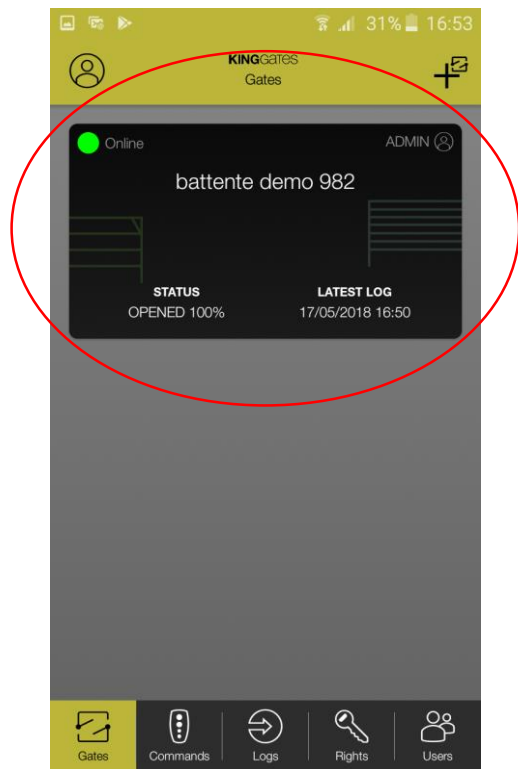 31% 16:53
KINGGATES
Gates
Online
ADMIN
battente demo 982
STATUS
OPENED 100%
LATEST LOG
17/05/2018 16:50
Gates
Commands
Logs
Rights
Users